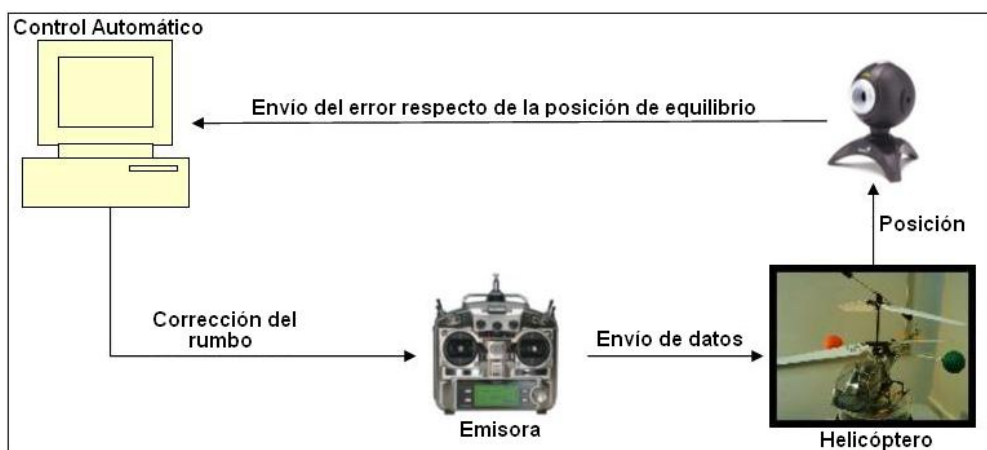 Control Automático
Envío del error respecto de la posición de equilibrio
Posición
Corrección del
rumbo
Envío de datos
Emisora
Helicóptero